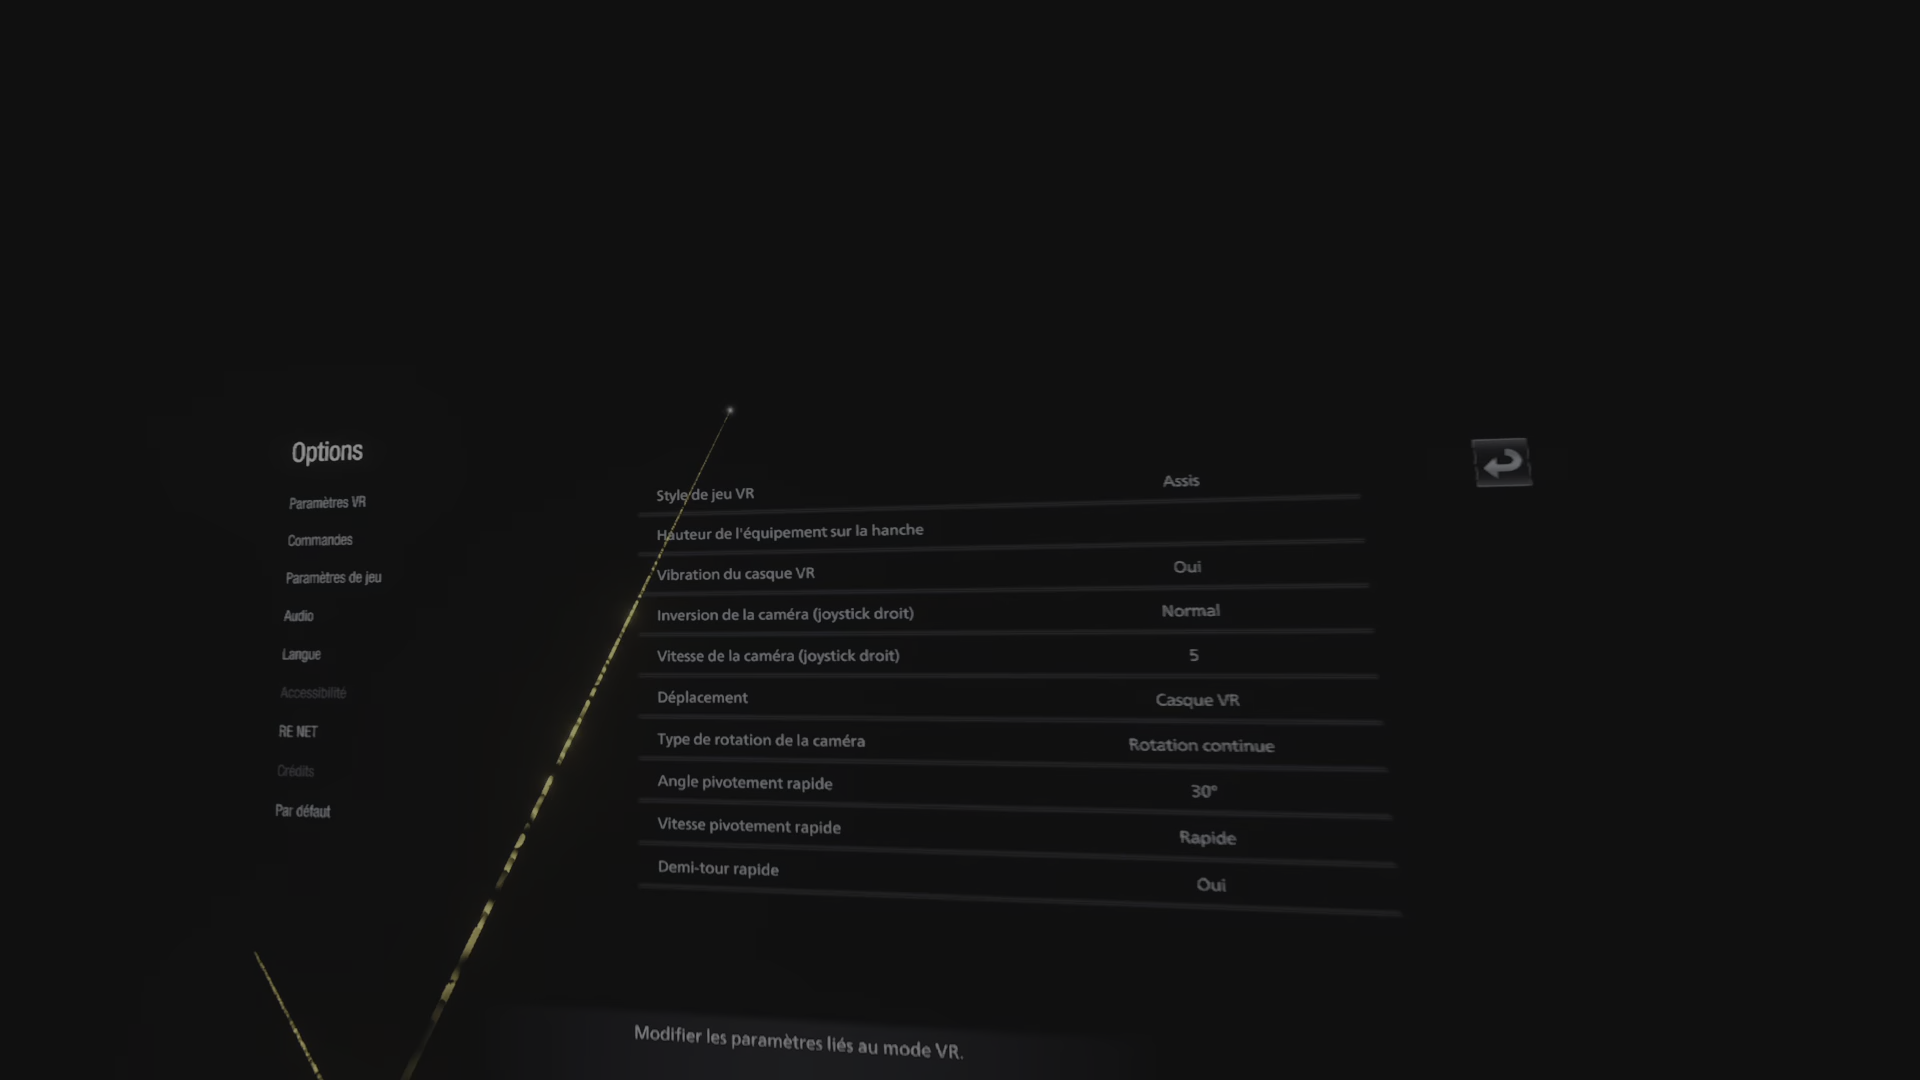 Options
Paramètres VR
Commandes
Paramètres de jeu
Audio
Langue
Accessibilité
RE NET
Crédits
Par défaut
Style de jeu VR Assis
Hauteur de l'équipement sur la hanche
Vibration du casque VR Oui
Inversion de la caméra (joystick droit) Normal
Vitesse de la caméra (joystick droit) 5
Déplacement Casque VR
Type de rotation de la caméra Rotation continue
Angle pivotement rapide 30°
Vitesse pivotement rapide Rapide
Demi-tour rapide Oui
Modifier les paramètres liés au mode VR.